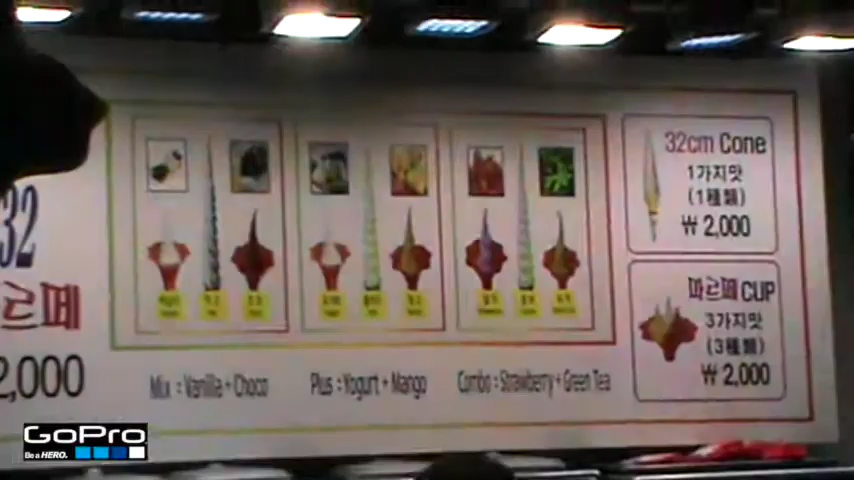 32
파르페
2,000
Mix : Vanilla + Choco
Plus : Yogurt + Mango
Combo : Strawberry + Green Tea
32cm Cone
1가지맛
(1種類)
₩ 2,000
파르페 CUP
3가지맛
(3種類)
₩ 2,000
GoPro
Be a HERO.